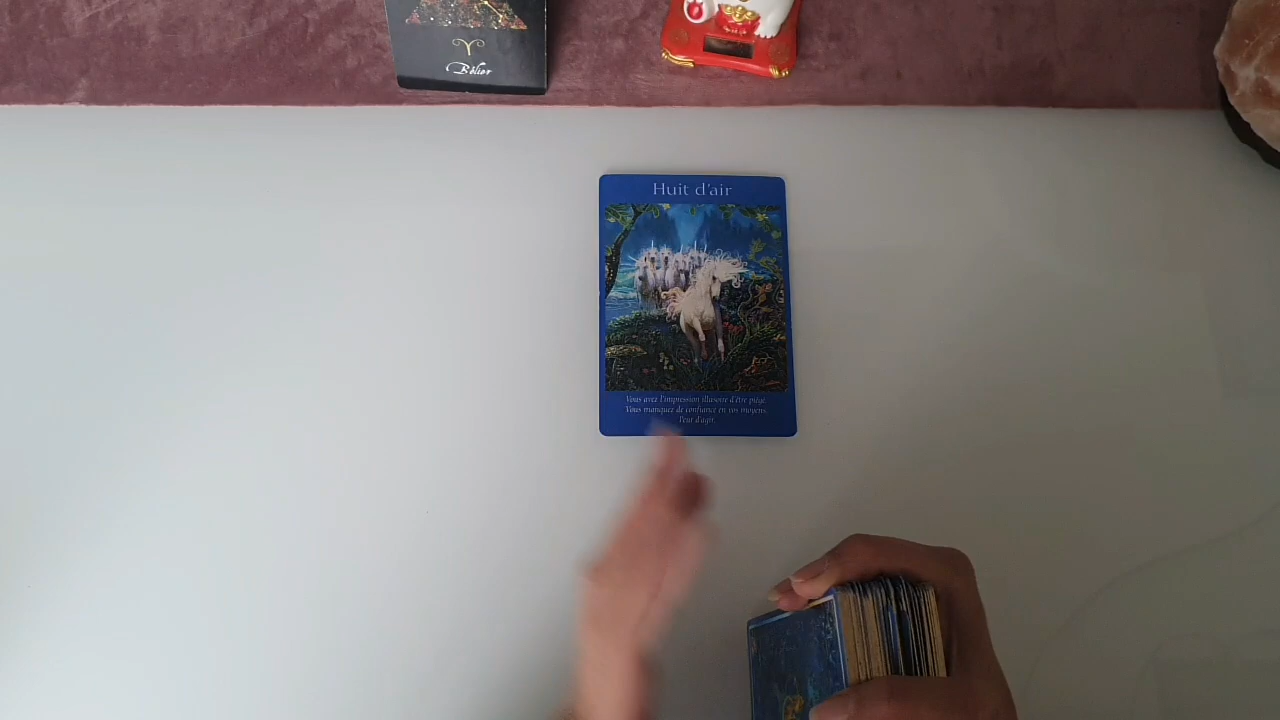 Bélier
Huit d'air
Vous avez l'impression illusoire d'être piégé.
Vous manquez de confiance en vos moyens.
Peur d'agir.